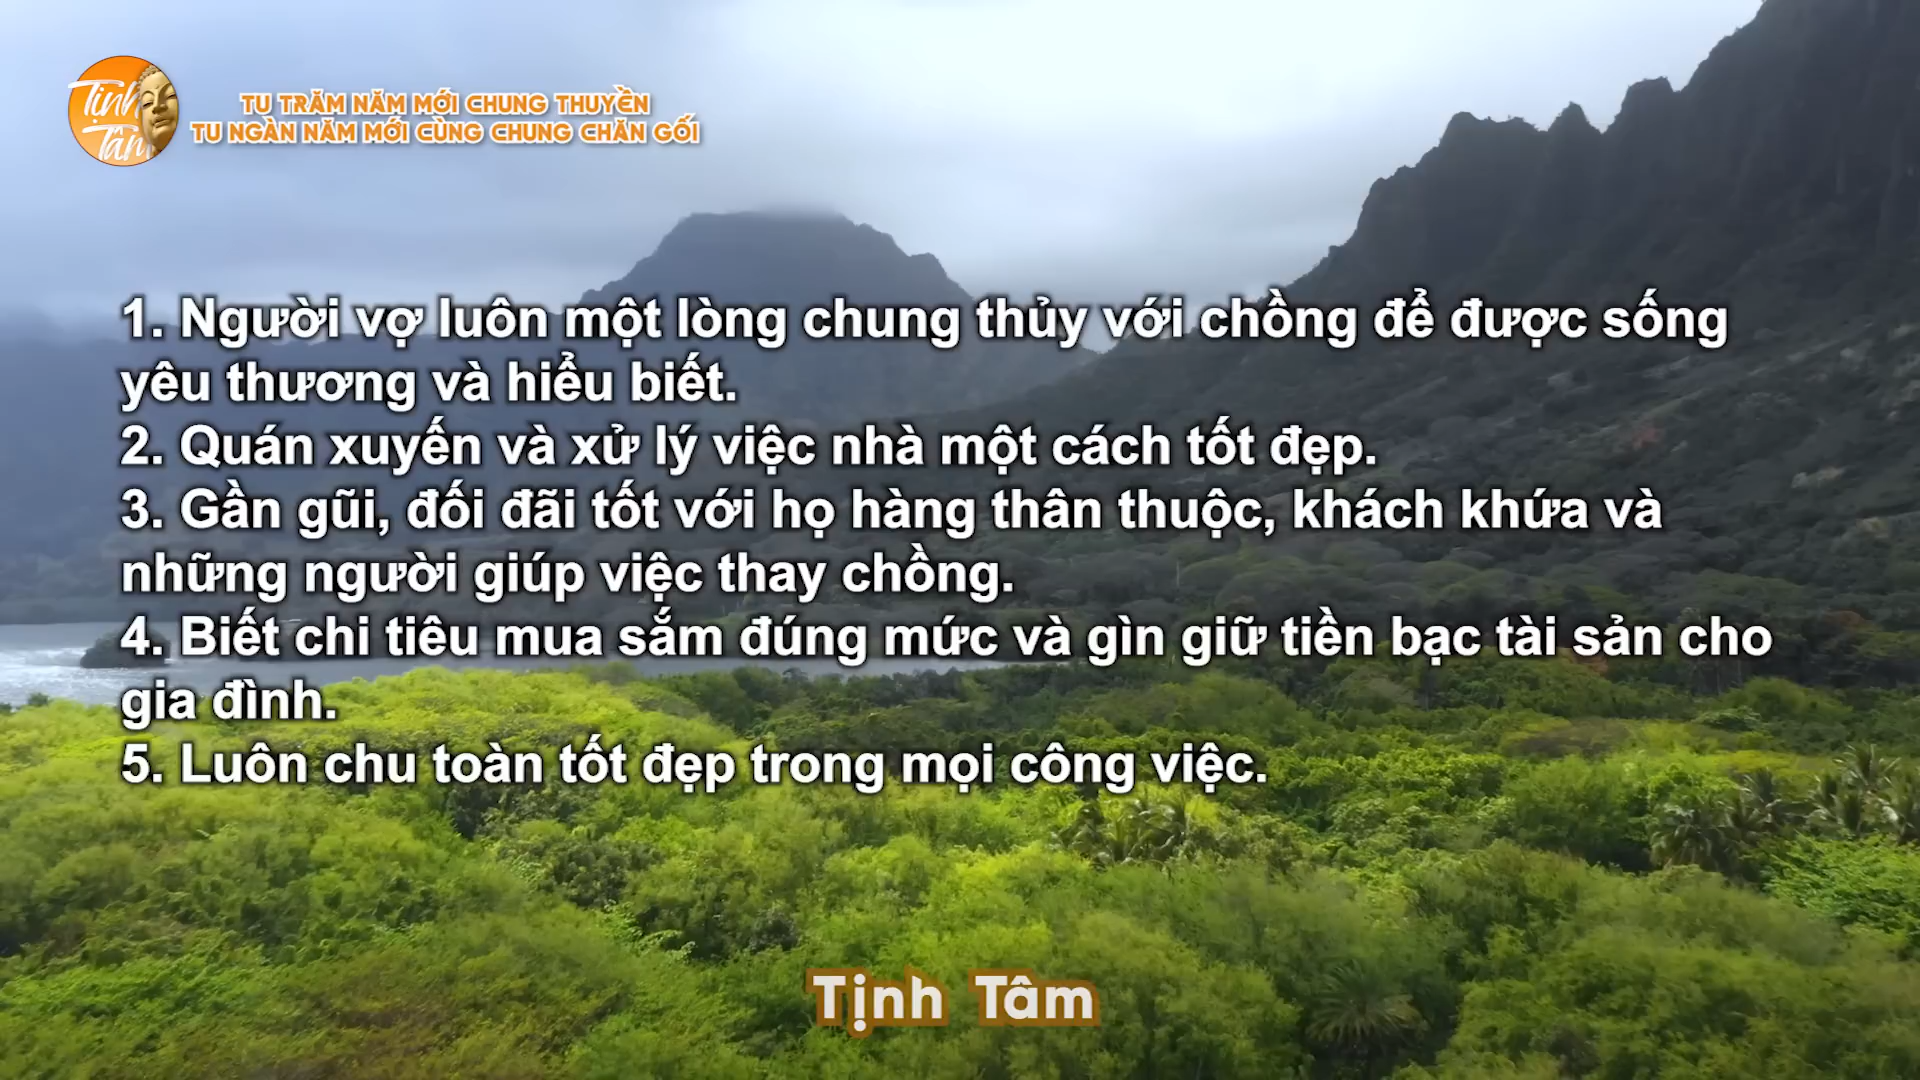 Tịnh
Tâm
TU TRĂM NĂM MỚI CHUNG THUYỀN
TU NGÀN NĂM MỚI CÙNG CHUNG CHĂN GỐI
1. Người vợ luôn một lòng chung thủy với chồng để được sống
yêu thương và hiểu biết.
2. Quán xuyến và xử lý việc nhà một cách tốt đẹp.
3. Gần gũi, đối đãi tốt với họ hàng thân thuộc, khách khứa và
những người giúp việc thay chồng.
4. Biết chi tiêu mua sắm đúng mức và gìn giữ tiền bạc tài sản cho
gia đình.
5. Luôn chu toàn tốt đẹp trong mọi công việc.
Tịnh Tâm